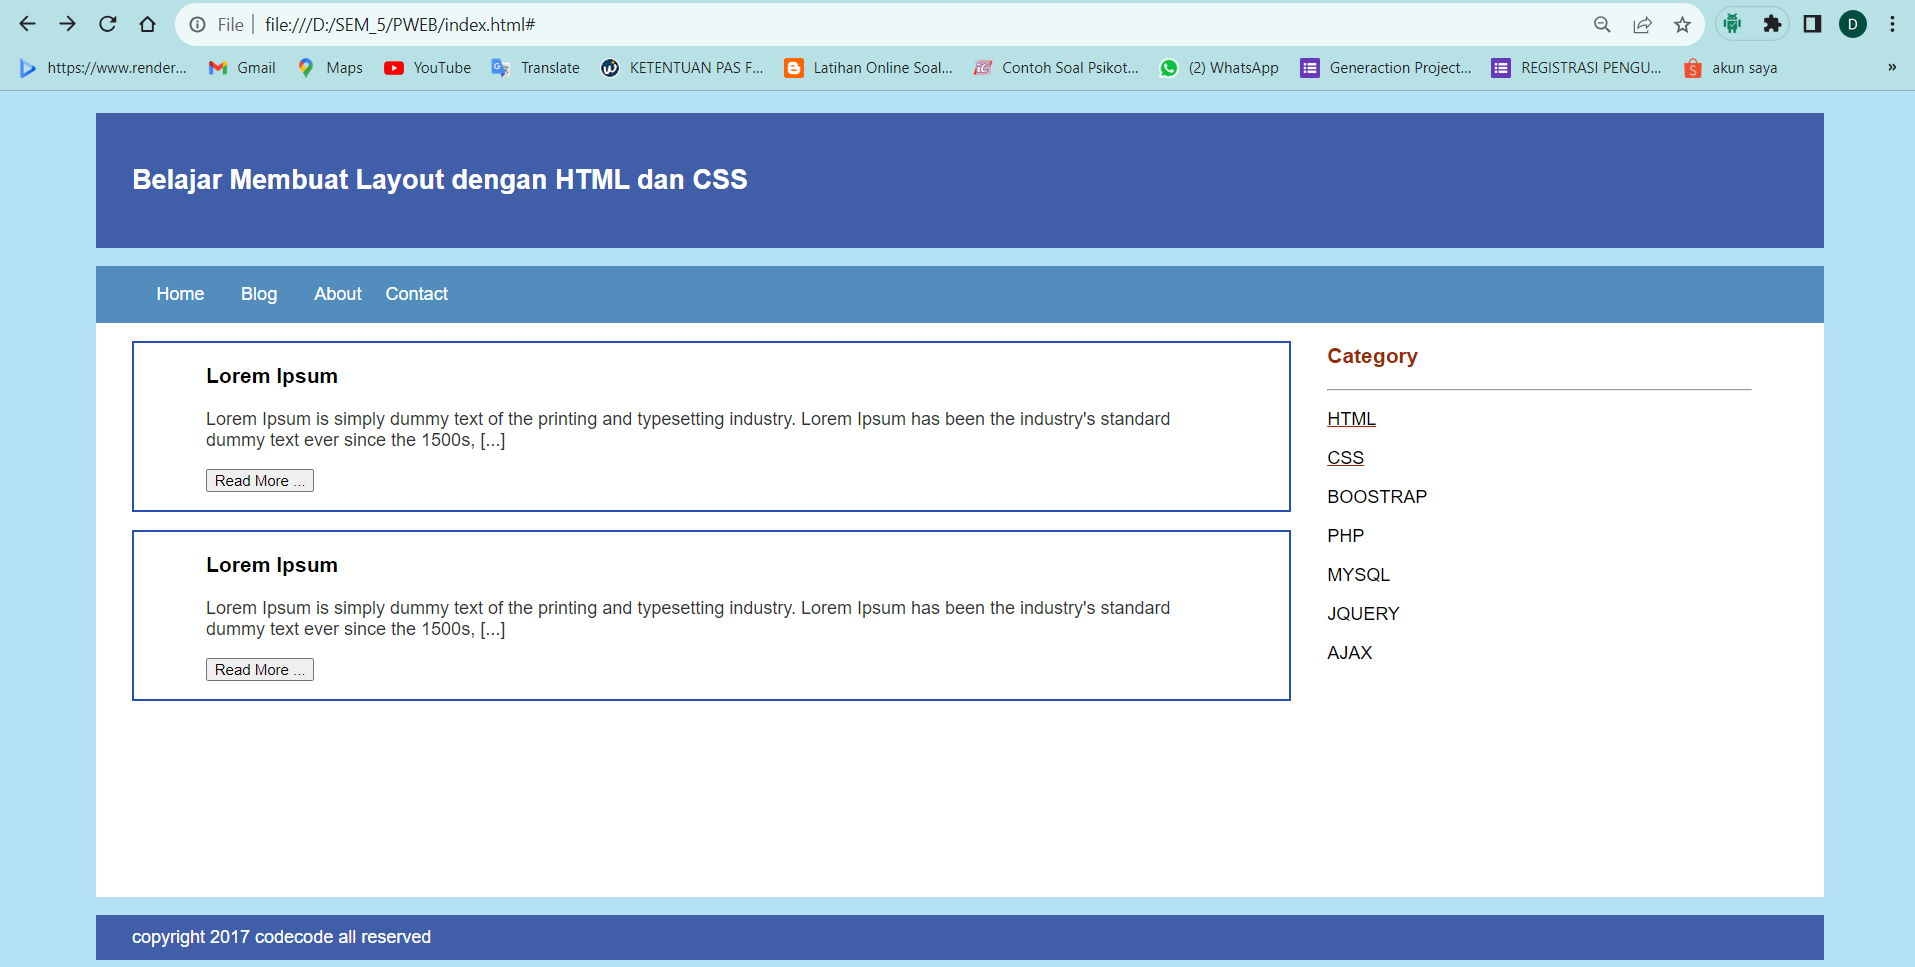 File file:///D:/SEM_5/PWEB/index.html# D
https://www.render... Gmail Maps YouTube Translate KETENTUAN PAS F... Latihan Online Soal... Contoh Soal Psikot... (2) WhatsApp Generaction Project... REGISTRASI PENGU... akun saya »
Belajar Membuat Layout dengan HTML dan CSS
Home Blog About Contact
Lorem Ipsum
Lorem Ipsum is simply dummy text of the printing and typesetting industry. Lorem Ipsum has been the industry's standard
dummy text ever since the 1500s, [...]
Read More ...
Lorem Ipsum
Lorem Ipsum is simply dummy text of the printing and typesetting industry. Lorem Ipsum has been the industry's standard
dummy text ever since the 1500s, [...]
Read More ...
Category
HTML
CSS
BOOSTRAP
PHP
MYSQL
JQUERY
AJAX
copyright 2017 codecode all reserved